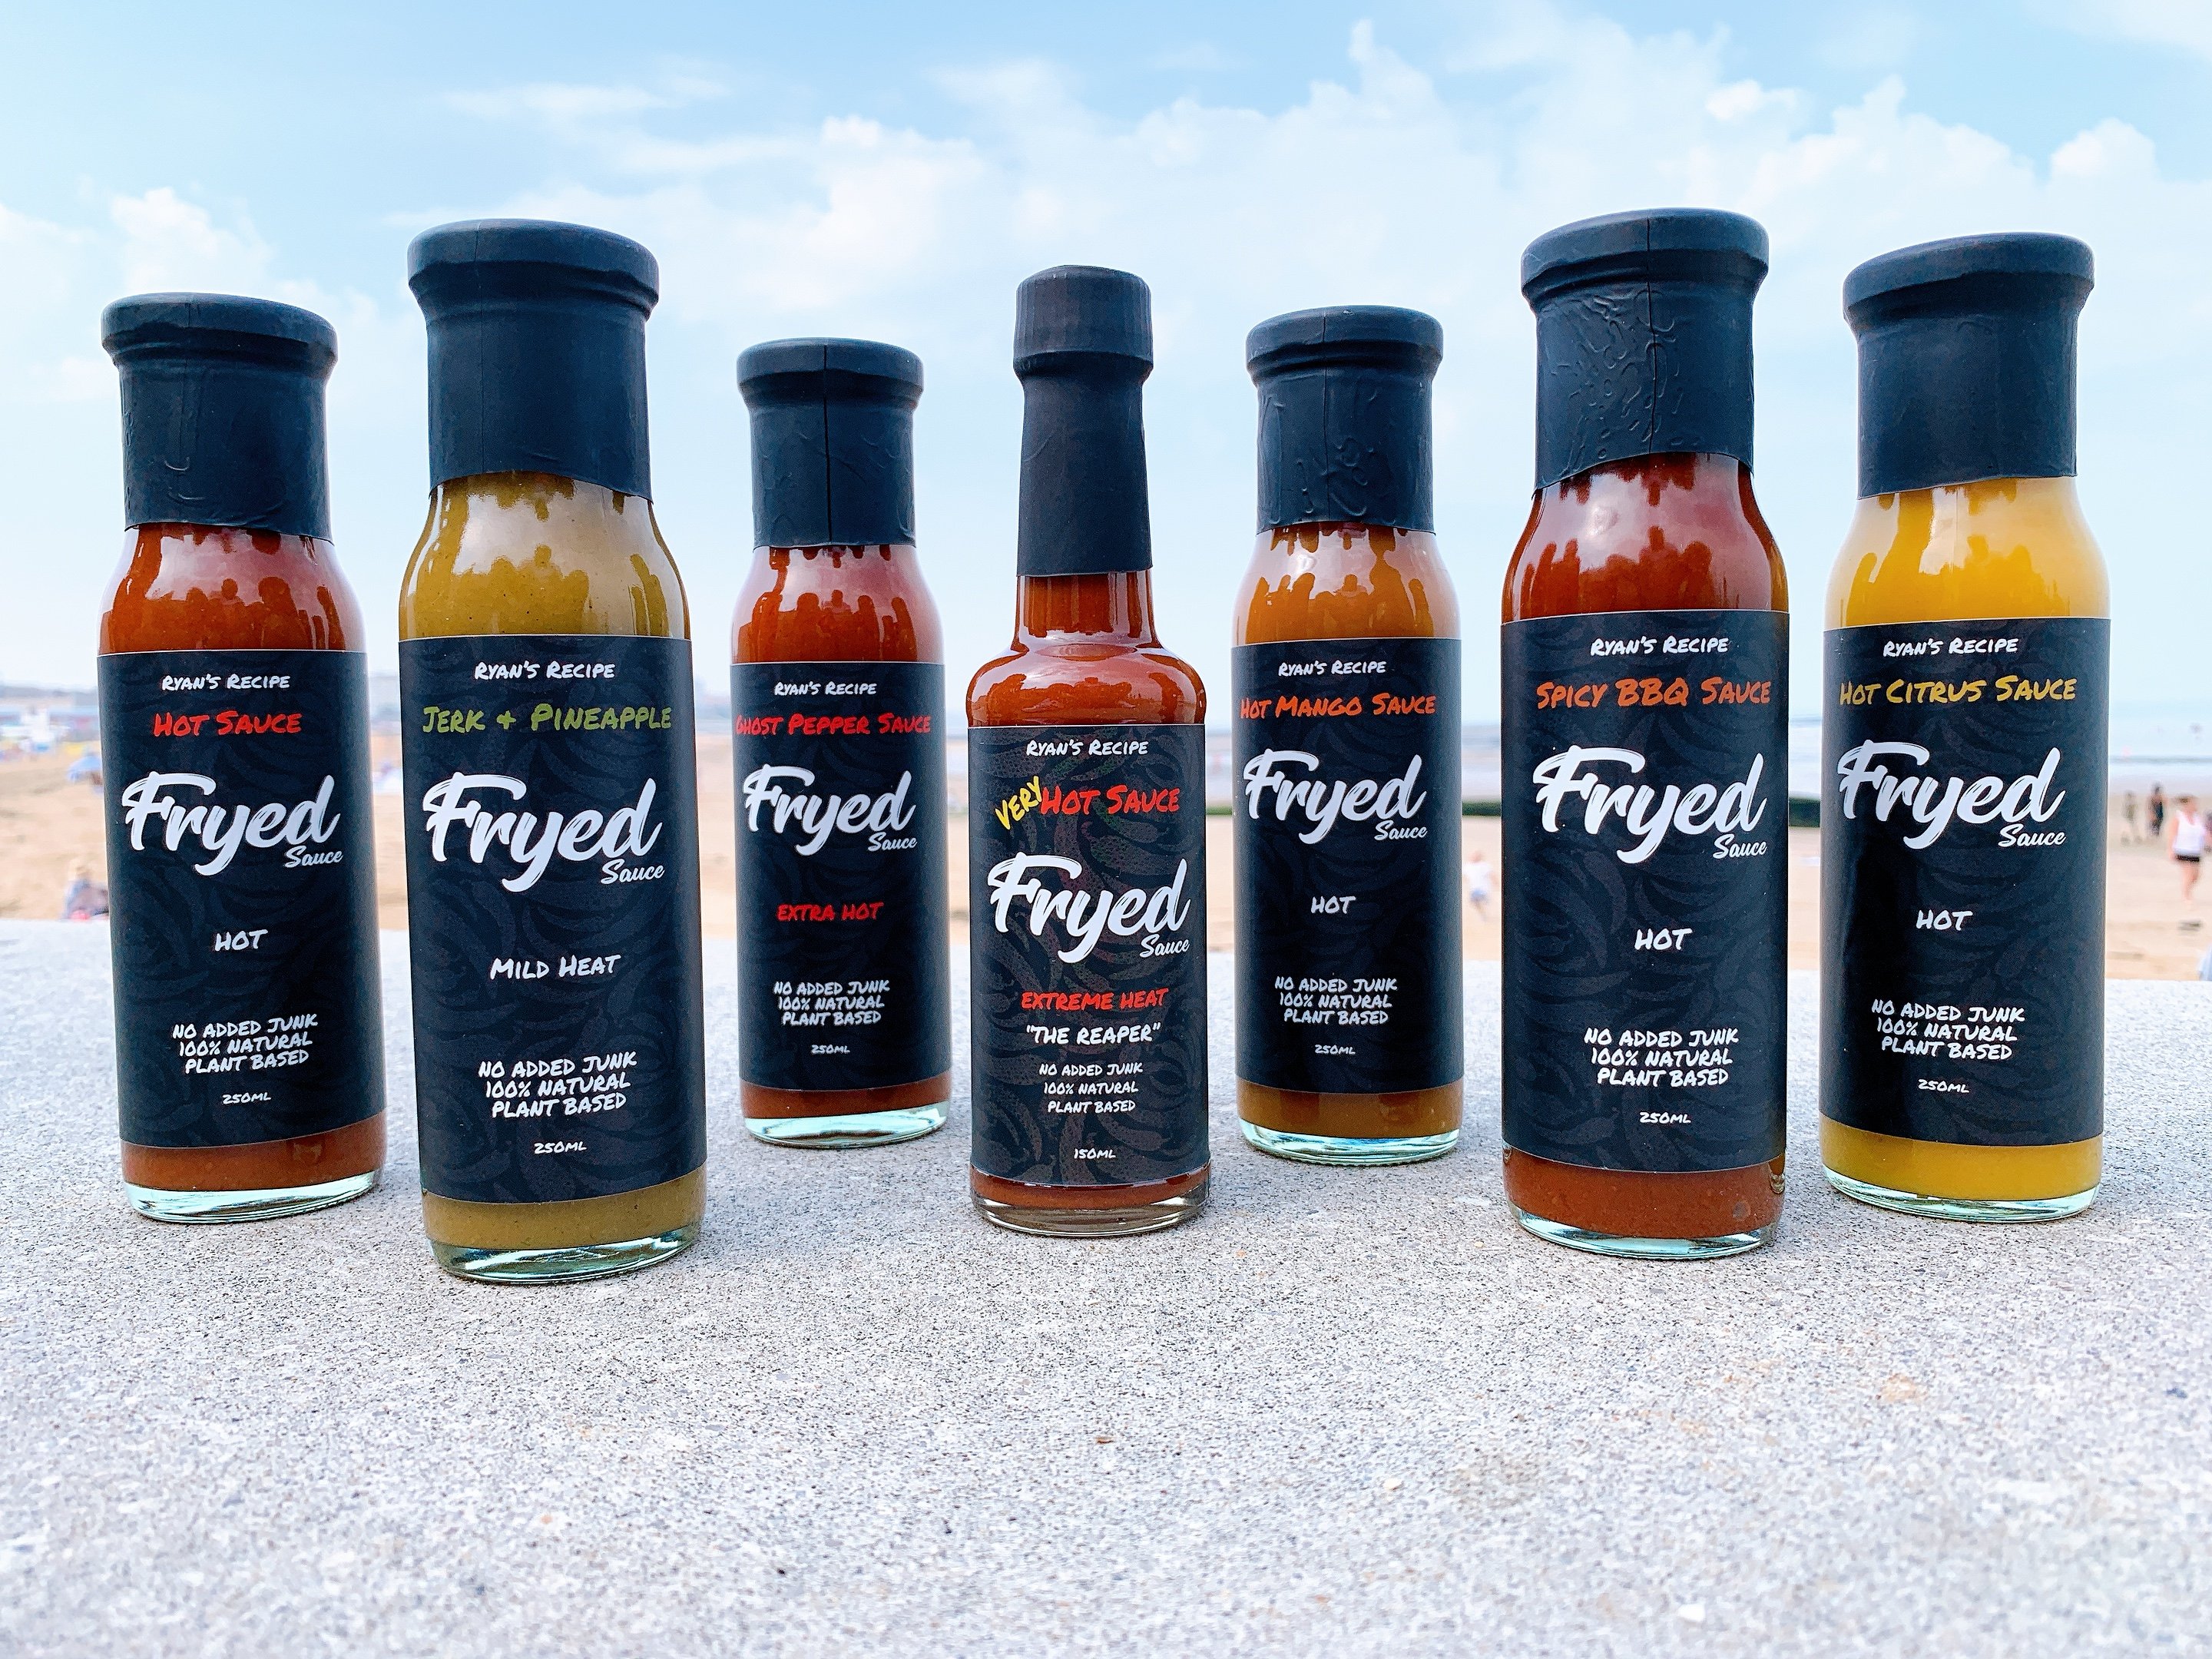 Ryan's Recipe
Hot Sauce
Fryed
Sauce
HOT
NO ADDED JUNK
100% NATURAL
PLANT BASED
250ML
Ryan's Recipe
Jerk + Pineapple
Fryed
Sauce
Mild Heat
NO ADDED JUNK
100% NATURAL
PLANT BASED
250ML
Ryan's Recipe
Ghost Pepper Sauce
Fryed
Sauce
EXTRA HOT
NO ADDED JUNK
100% NATURAL
PLANT BASED
250ML
Ryan's Recipe
VERY Hot Sauce
Fryed
Sauce
EXTREME HEAT
"THE REAPER"
NO ADDED JUNK
100% NATURAL
PLANT BASED
150ML
Ryan's Recipe
Hot Mango Sauce
Fryed
Sauce
HOT
NO ADDED JUNK
100% NATURAL
PLANT BASED
250ML
Ryan's Recipe
Spicy BBQ Sauce
Fryed
Sauce
HOT
NO ADDED JUNK
100% NATURAL
PLANT BASED
250ML
Ryan's Recipe
Hot Citrus Sauce
Fryed
Sauce
HOT
NO ADDED JUNK
100% NATURAL
PLANT BASED
250ML